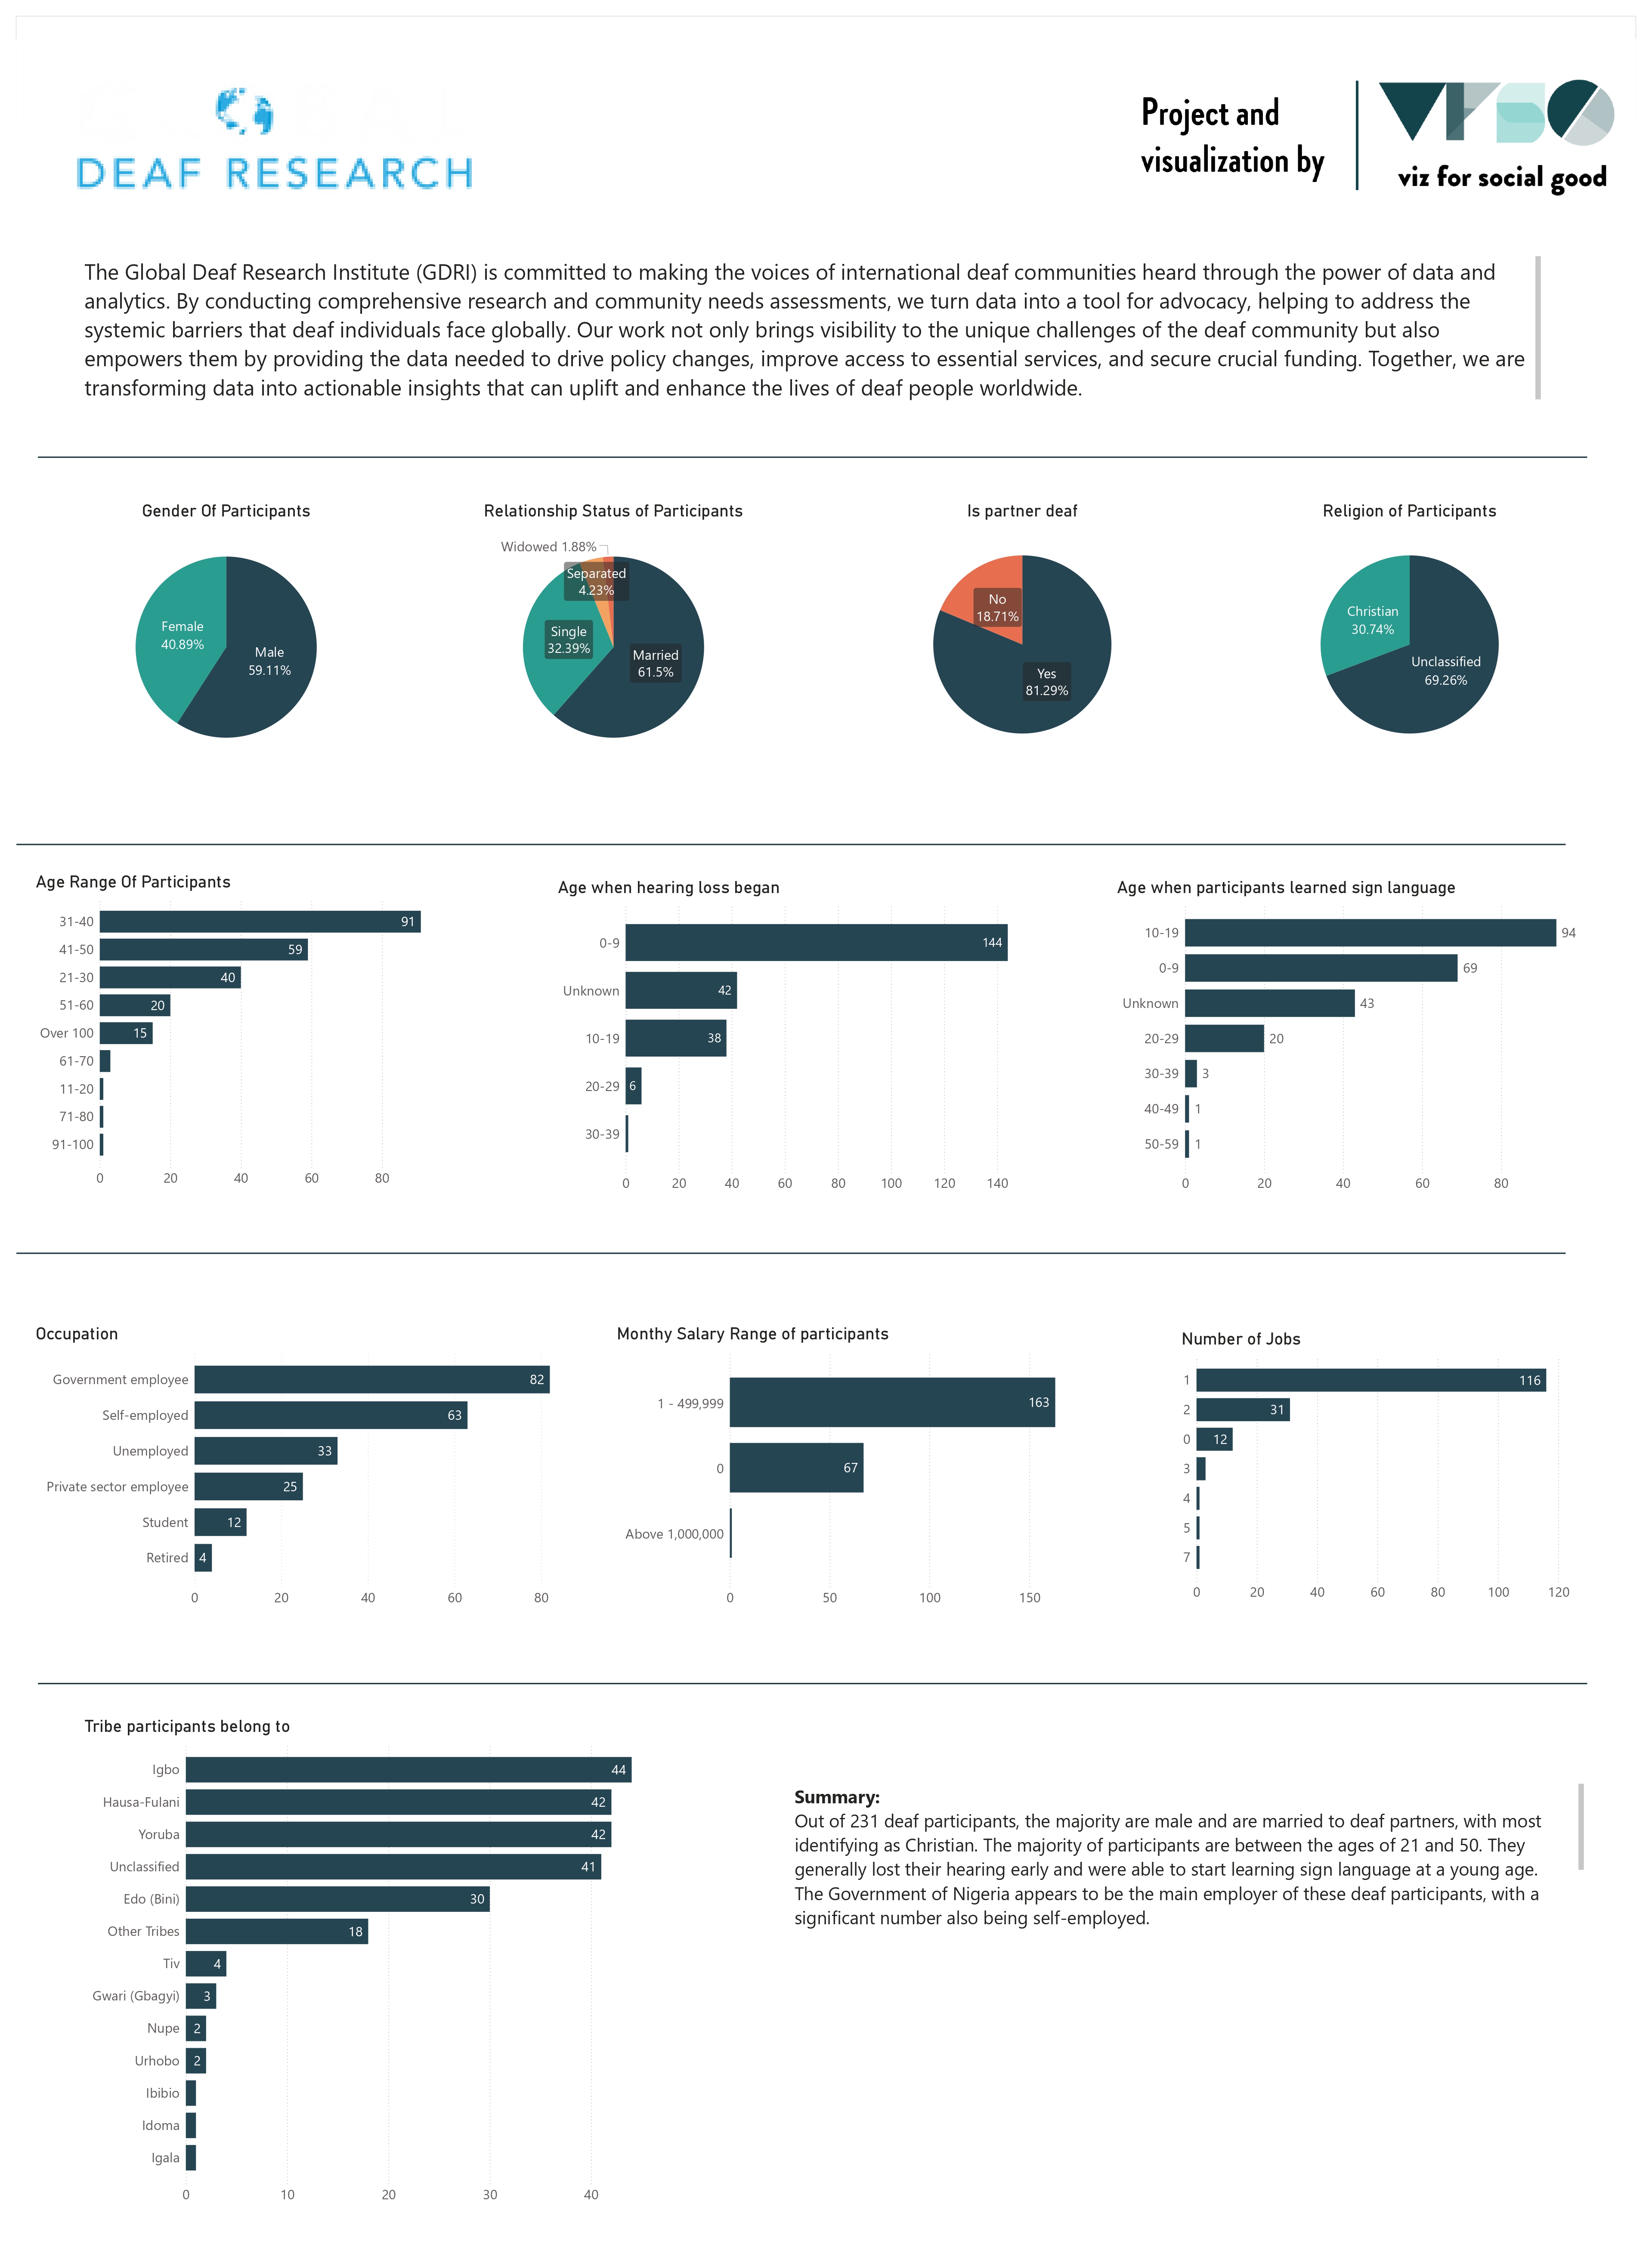 DEAF RESEARCH
Project and
visualization by
viz for social good
The Global Deaf Research Institute (GDRI) is committed to making the voices of international deaf communities heard through the power of data and
analytics. By conducting comprehensive research and community needs assessments, we turn data into a tool for advocacy, helping to address the
systemic barriers that deaf individuals face globally. Our work not only brings visibility to the unique challenges of the deaf community but also
empowers them by providing the data needed to drive policy changes, improve access to essential services, and secure crucial funding. Together, we are
transforming data into actionable insights that can uplift and enhance the lives of deaf people worldwide.
Gender Of Participants
Female
40.89%
Male
59.11%
Relationship Status of Participants
Widowed 1.88%
Separated
4.23%
Single
32.39%
Married
61.5%
Is partner deaf
No
18.71%
Yes
81.29%
Religion of Participants
Christian
30.74%
Unclassified
69.26%
Age Range Of Participants
31-40 91
41-50 59
21-30 40
51-60 20
Over 100 15
61-70
11-20
71-80
91-100
0 20 40 60 80
Age when hearing loss began
0-9 144
Unknown 42
10-19 38
20-29 6
30-39
0 20 40 60 80 100 120 140
Age when participants learned sign language
10-19 94
0-9 69
Unknown 43
20-29 20
30-39 3
40-49 1
50-59 1
0 20 40 60 80
Occupation
Government employee 82
Self-employed 63
Unemployed 33
Private sector employee 25
Student 12
Retired 4
0 20 40 60 80
Monthy Salary Range of participants
1 - 499,999 163
0 67
Above 1,000,000
0 50 100 150
Number of Jobs
1 116
2 31
0 12
3
4
5
7
0 20 40 60 80 100 120
Tribe participants belong to
Igbo 44
Hausa-Fulani 42
Yoruba 42
Unclassified 41
Edo (Bini) 30
Other Tribes 18
Tiv 4
Gwari (Gbagyi) 3
Nupe 2
Urhobo 2
Ibibio
Idoma
Igala
0 10 20 30 40
Summary:
Out of 231 deaf participants, the majority are male and are married to deaf partners, with most
identifying as Christian. The majority of participants are between the ages of 21 and 50. They
generally lost their hearing early and were able to start learning sign language at a young age.
The Government of Nigeria appears to be the main employer of these deaf participants, with a
significant number also being self-employed.